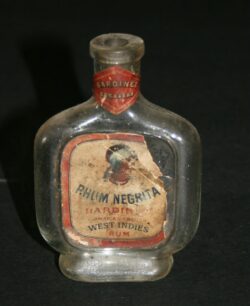 BARDINET
RHUM NEGRITA
BARDINET
WEST INDIES
RUM